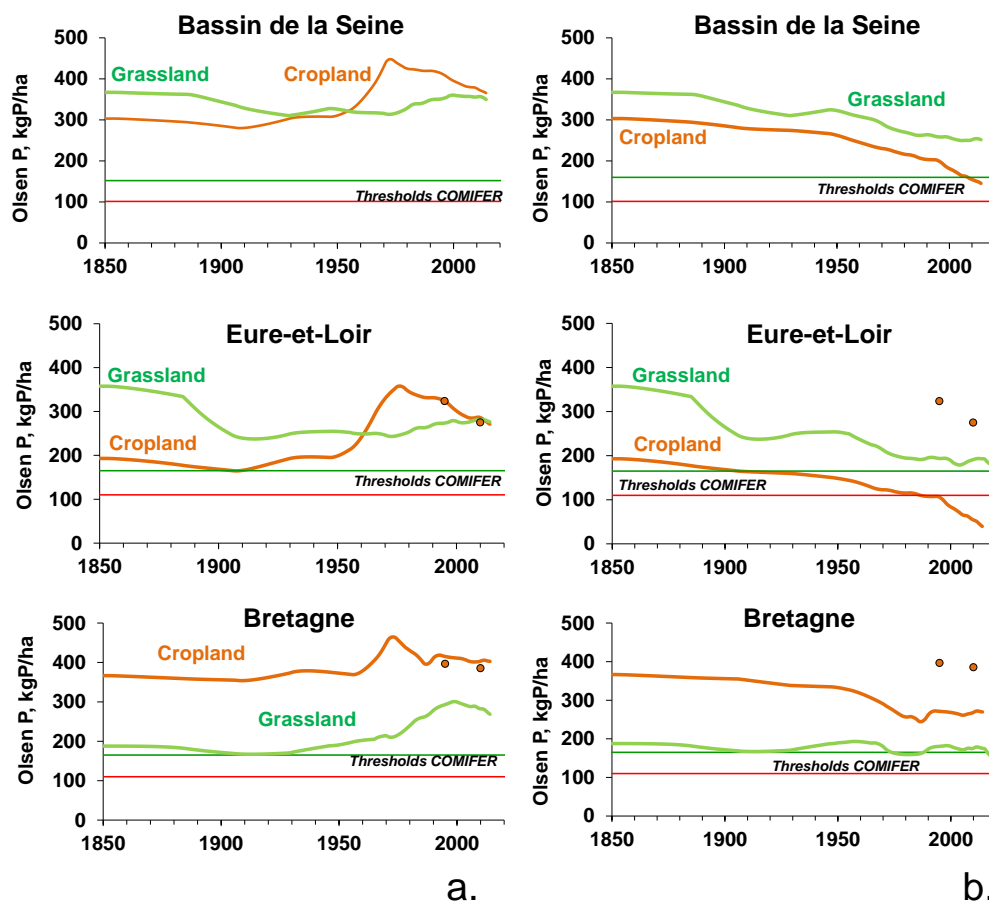 Bassin de la Seine
500
400
300
200
100
0
Olsen P, kgP/ha
Grassland
Cropland
Thresholds COMIFER
1850
1900
1950
2000
Bassin de la Seine
500
400
300
200
100
0
Olsen P, kgP/ha
Grassland
Cropland
Thresholds COMIFER
1850
1900
1950
2000
Eure-et-Loir
500
400
300
200
100
0
Olsen P, kgP/ha
Grassland
Cropland
Thresholds COMIFER
1850
1900
1950
2000
Eure-et-Loir
500
400
300
200
100
0
Olsen P, kgP/ha
Grassland
Cropland
Thresholds COMIFER
1850
1900
1950
2000
Bretagne
500
400
300
200
100
0
Olsen P, kgP/ha
Cropland
Grassland
Thresholds COMIFER
1850
1900
1950
2000
a.
Bretagne
500
400
300
200
100
0
Olsen P, kgP/ha
Thresholds COMIFER
1850
1900
1950
2000
b.